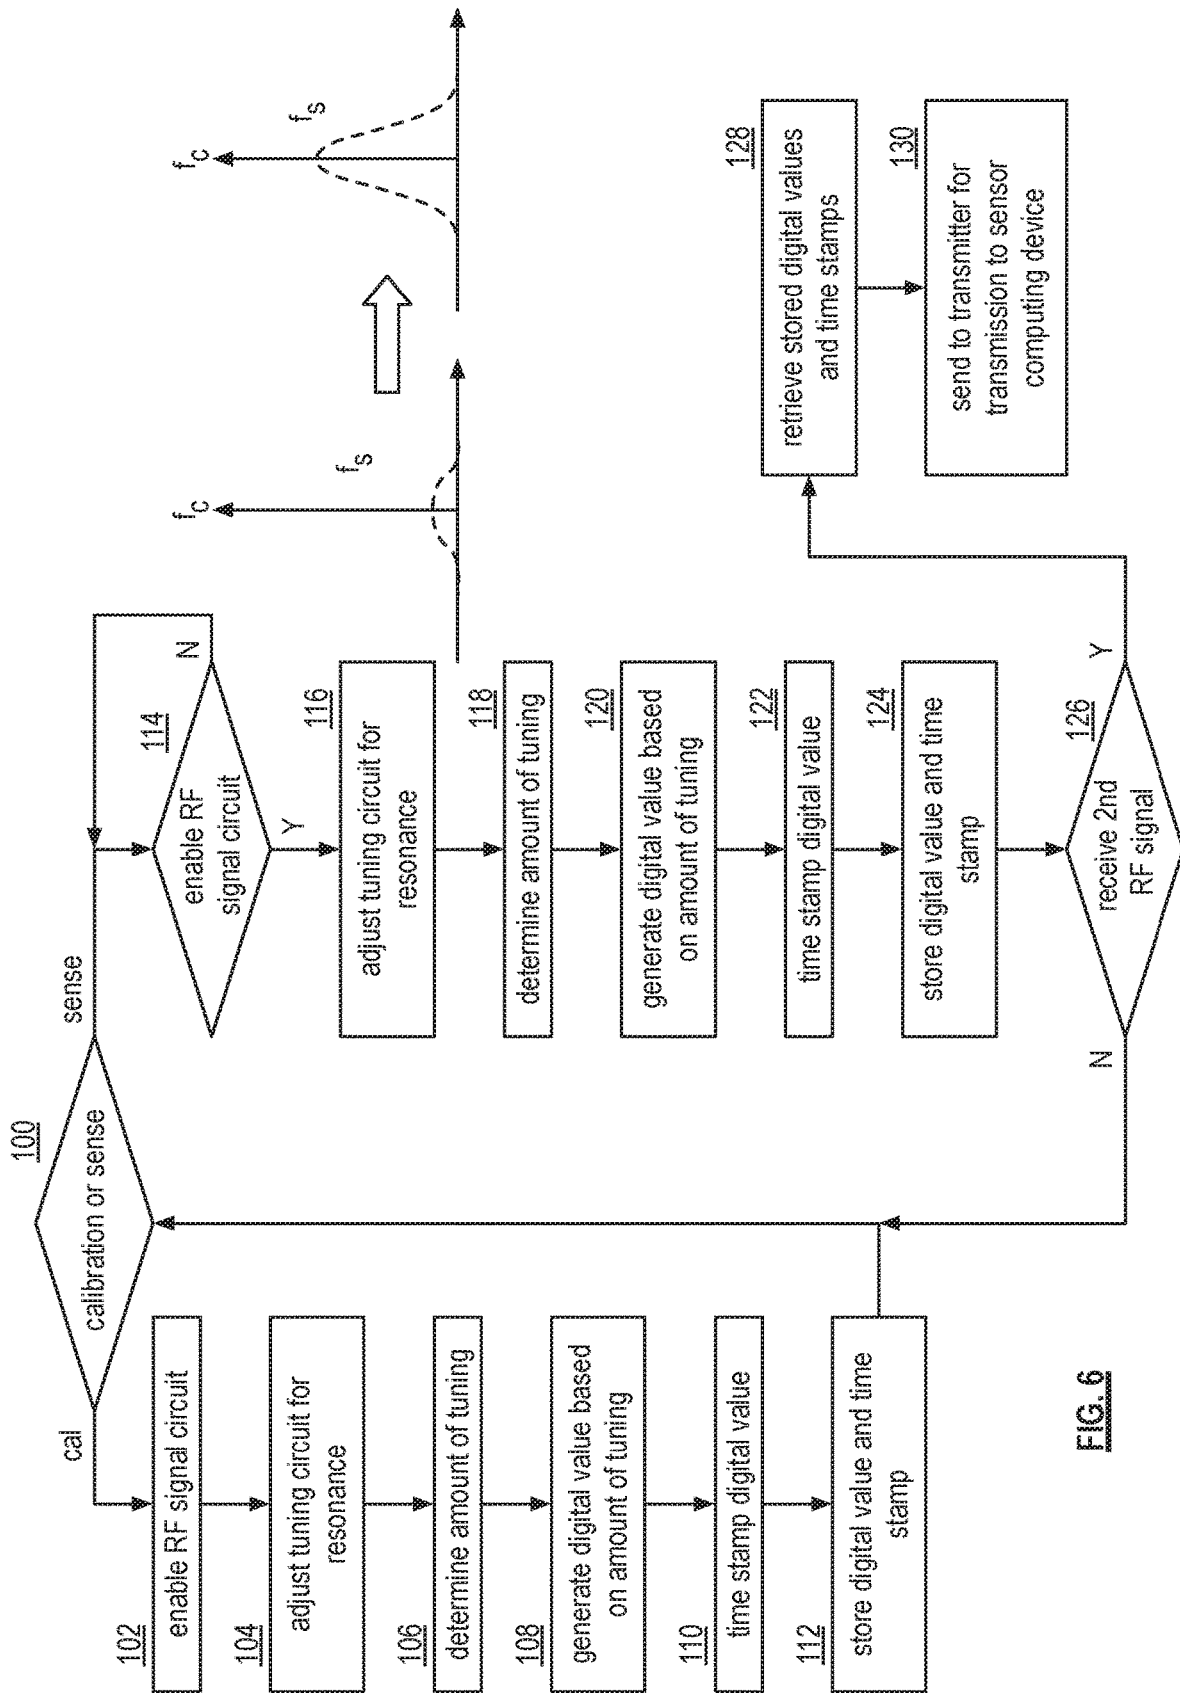 100
calibration or sense
cal
sense
102
enable RF signal circuit
104
adjust tuning circuit for
resonance
106
determine amount of tuning
108
generate digital value based
on amount of tuning
110
time stamp digital value
112
store digital value and time
stamp
114
enable RF
signal circuit
N
Y
116
adjust tuning circuit for
resonance
118
determine amount of tuning
120
generate digital value based
on amount of tuning
122
time stamp digital value
124
store digital value and time
stamp
126
receive 2nd
RF signal
N
Y
fc
fs
fc
fs
128
retrieve stored digital values
and time stamps
130
send to transmitter for
transmission to sensor
computing device
FIG. 6